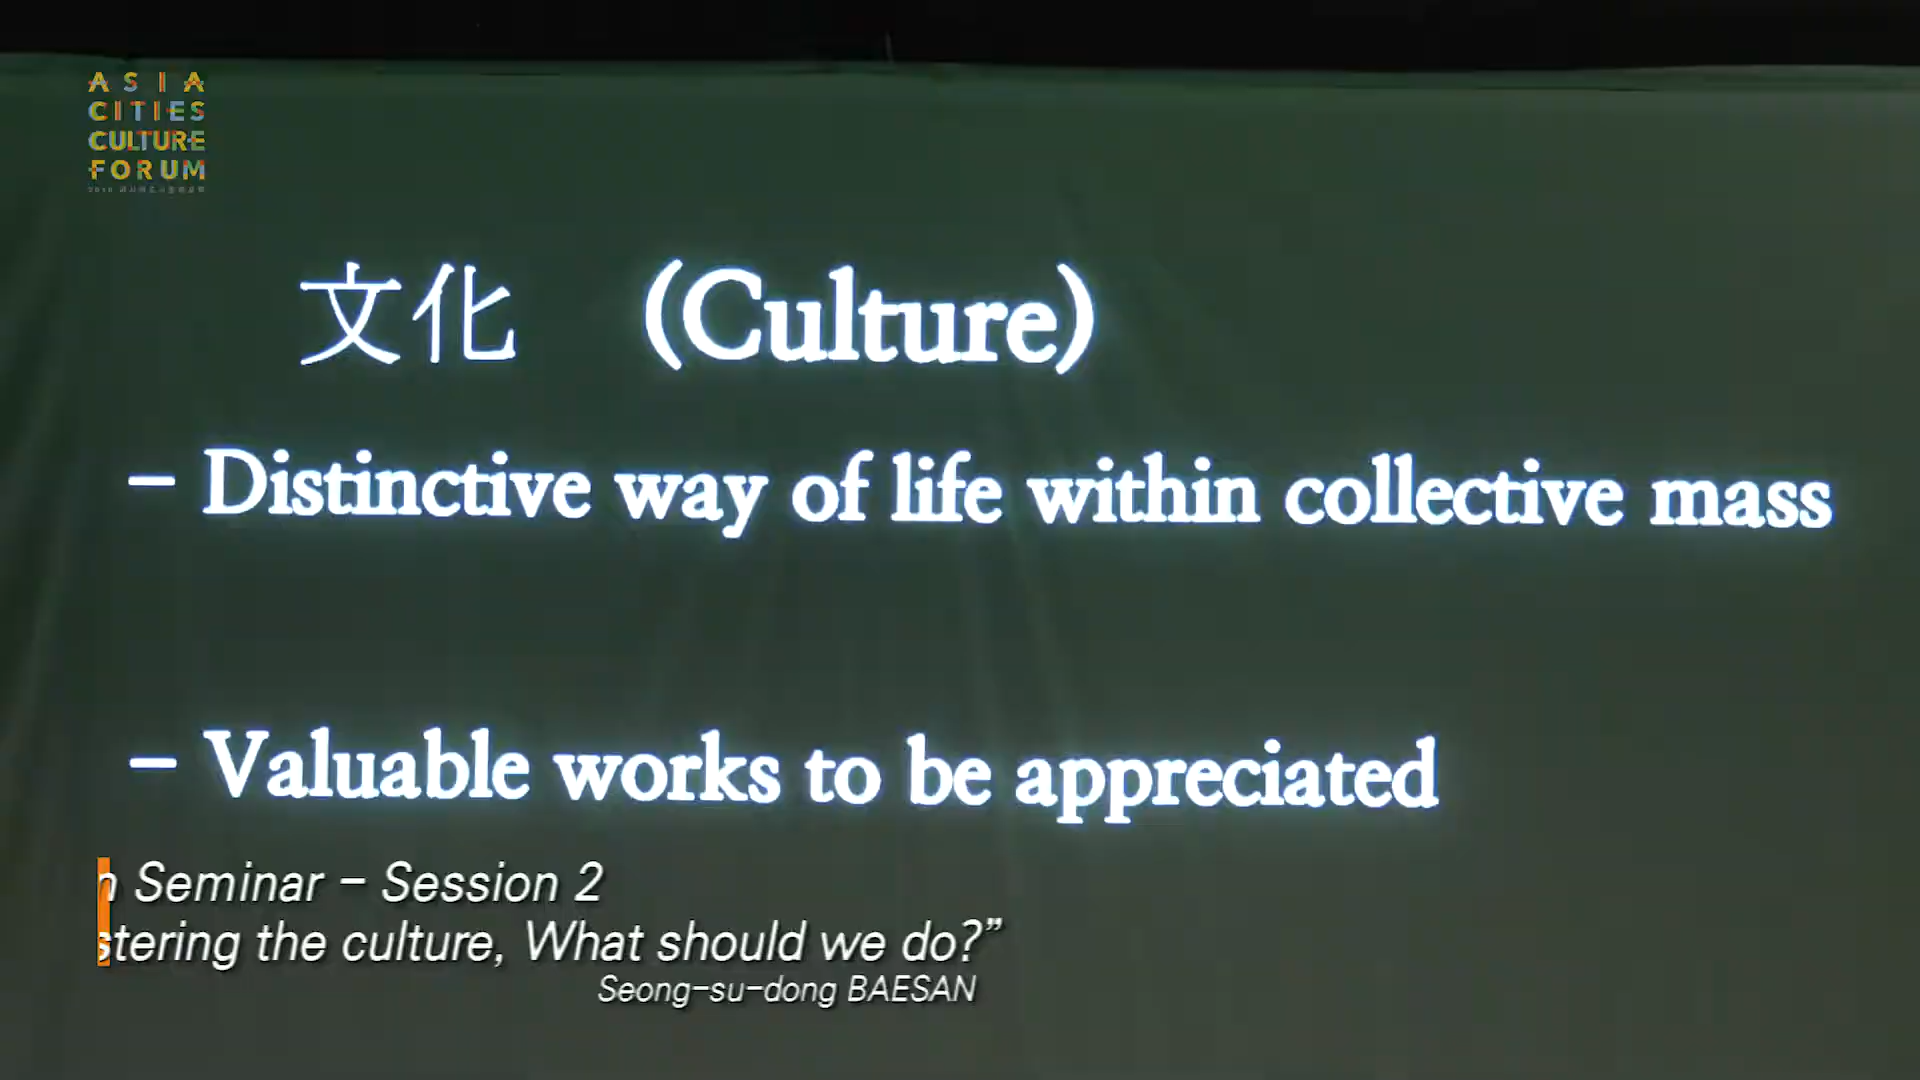 ASIA
CITIES
CULTURE
FORUM
文化 (Culture)
– Distinctive way of life within collective mass
– Valuable works to be appreciated
n Seminar – Session 2
stering the culture, What should we do?”
Seong-su-dong BAESAN